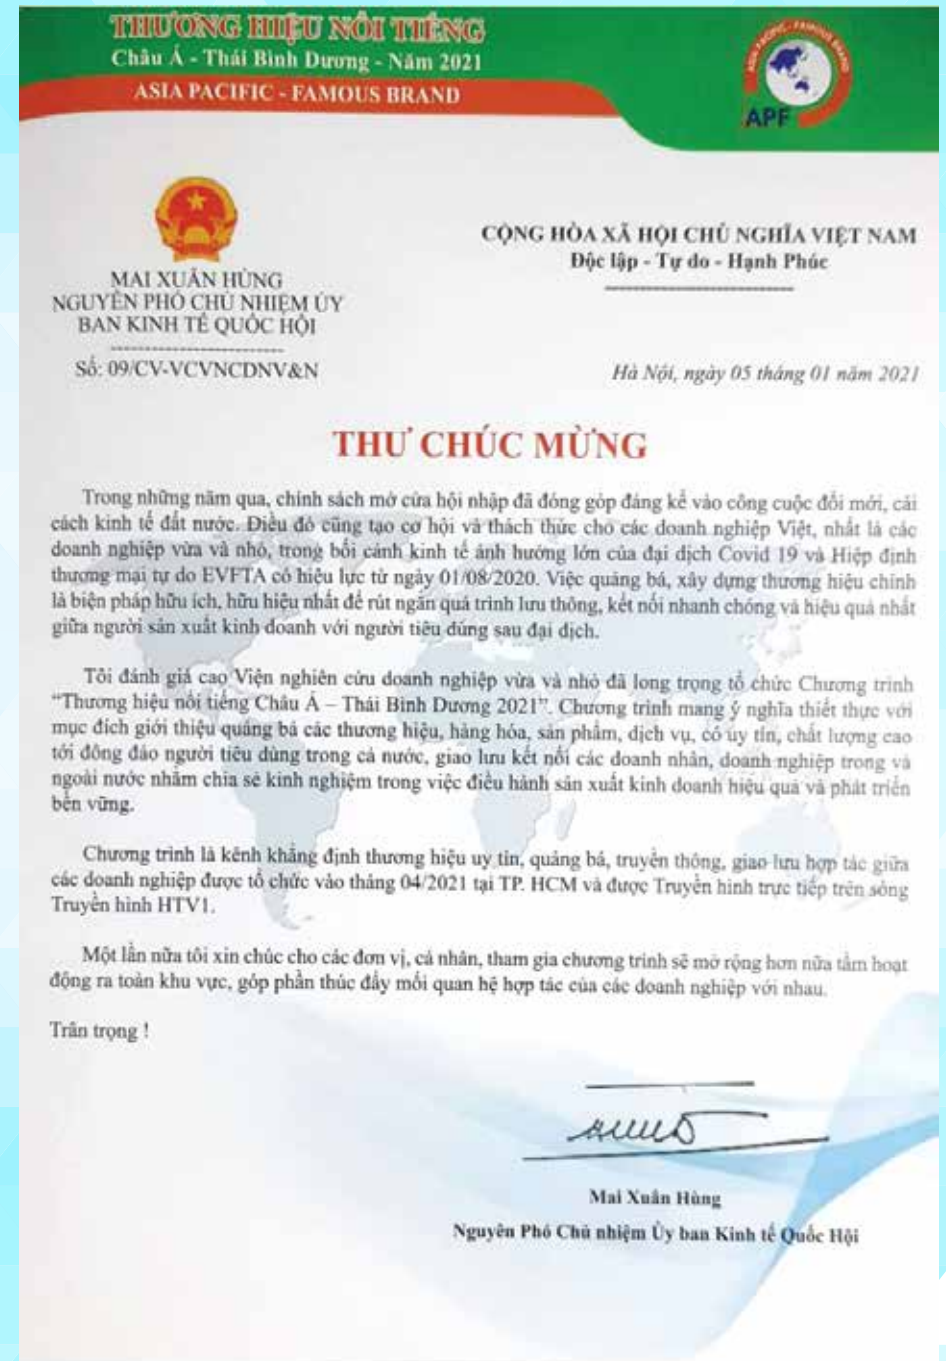 THƯƠNG HIỆU NỔI TIẾNG
Châu Á - Thái Bình Dương - Năm 2021
ASIA PACIFIC - FAMOUS BRAND
ASIA PACIFIC - FAMOUS BRAND
APF
MAI XUÂN HÙNG
NGUYÊN PHÓ CHỦ NHIỆM ỦY
BAN KINH TẾ QUỐC HỘI
Số: 09/CV-VCVNCDNV&N
CỘNG HÒA XÃ HỘI CHỦ NGHĨA VIỆT NAM
Độc lập - Tự do - Hạnh Phúc
Hà Nội, ngày 05 tháng 01 năm 2021
THƯ CHÚC MỪNG
Trong những năm qua, chính sách mở cửa hội nhập đã đóng góp đáng kể vào công cuộc đổi mới, cải
cách kinh tế đất nước. Điều đó cũng tạo cơ hội và thách thức cho các doanh nghiệp Việt, nhất là các
doanh nghiệp vừa và nhỏ, trong bối cảnh kinh tế ảnh hưởng lớn của đại dịch Covid 19 và Hiệp định
thương mại tự do EVFTA có hiệu lực từ ngày 01/08/2020. Việc quảng bá, xây dựng thương hiệu chính
là biện pháp hữu ích, hữu hiệu nhất để rút ngắn quá trình lưu thông, kết nối nhanh chóng và hiệu quả nhất
giữa người sản xuất kinh doanh với người tiêu dùng sau đại dịch.
Tôi đánh giá cao Viện nghiên cứu doanh nghiệp vừa và nhỏ đã long trọng tổ chức Chương trình
“Thương hiệu nổi tiếng Châu Á – Thái Bình Dương 2021”. Chương trình mang ý nghĩa thiết thực với
mục đích giới thiệu quảng bá các thương hiệu, hàng hóa, sản phẩm, dịch vụ, có uy tín, chất lượng cao
tới đông đảo người tiêu dùng trong cả nước, giao lưu kết nối các doanh nhân, doanh nghiệp trong và
ngoài nước nhằm chia sẻ kinh nghiệm trong việc điều hành sản xuất kinh doanh hiệu quả và phát triển
bền vững.
Chương trình là kênh khẳng định thương hiệu uy tín, quảng bá, truyền thông, giao lưu hợp tác giữa
các doanh nghiệp được tổ chức vào tháng 04/2021 tại TP. HCM và được Truyền hình trực tiếp trên sóng
Truyền hình HTV1.
Một lần nữa tôi xin chúc cho các đơn vị, cá nhân, tham gia chương trình sẽ mở rộng hơn nữa tầm hoạt
động ra toàn khu vực, góp phần thúc đẩy mối quan hệ hợp tác của các doanh nghiệp với nhau.
Trân trọng !
Mai Xuân Hùng
Nguyên Phó Chủ nhiệm Ủy ban Kinh tế Quốc Hội